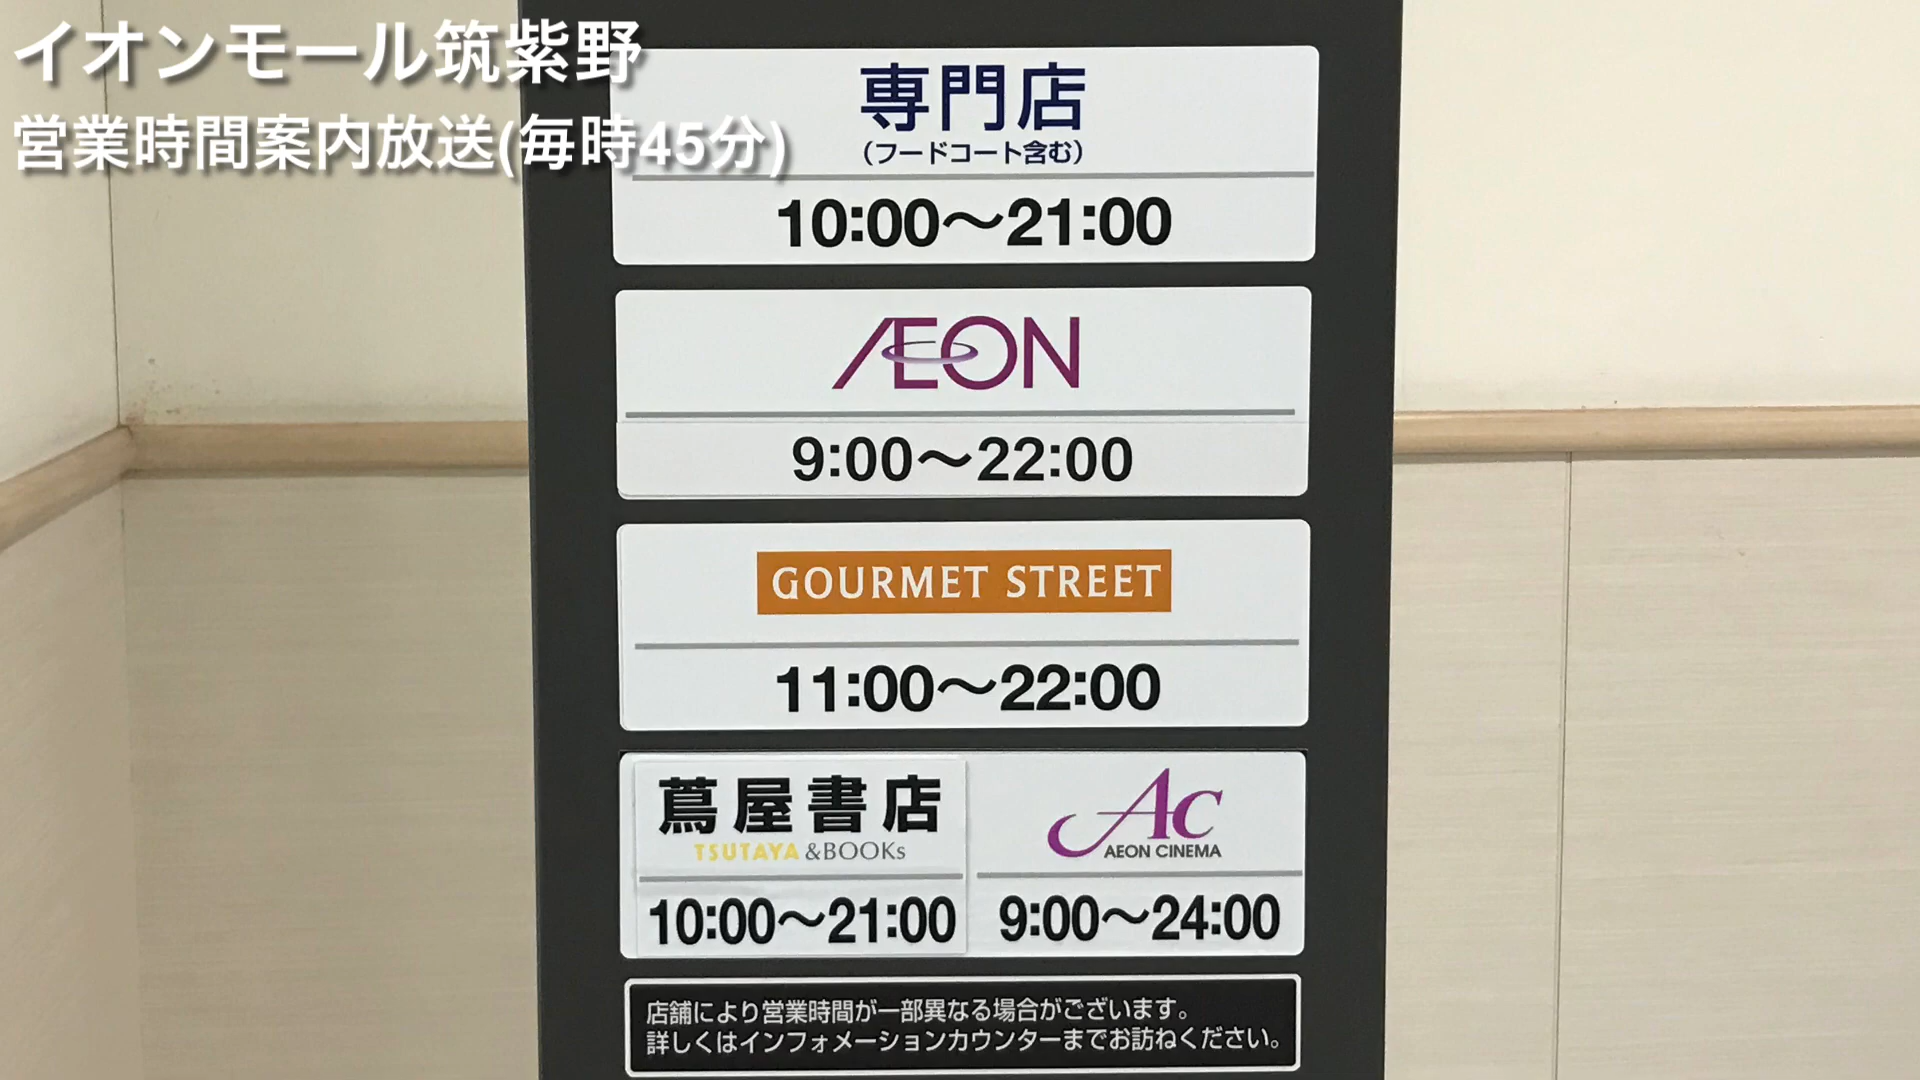 イオンモール筑紫野
営業時間案内放送(毎時45分)
専門店
(フードコート含む)
10:00〜21:00
ÆON
9:00〜22:00
GOURMET STREET
11:00〜22:00
蔦屋書店
TSUTAYA &BOOKs
10:00〜21:00
Ac
AEON CINEMA
9:00〜24:00
店舗により営業時間が一部異なる場合がございます。
詳しくはインフォメーションカウンターまでお訪ねください。